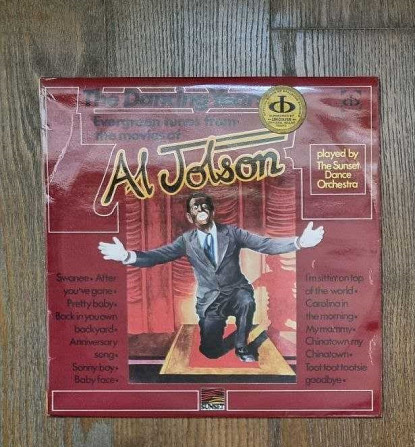 The Dancing Years
Evergreen tunes from
the movies of
Al Jolson
played by
The Sunset
Dance
Orchestra
Swanee • After
you've gone •
Pretty baby •
Back in you own
backyard •
Anniversary
song •
Sonny boy •
Baby face •
I'm sittin' on top
of the world •
Carolina in
the morning •
My mammy •
Chinatown my
Chinatown •
Toot toot tootsie
goodbye •
SUNSET